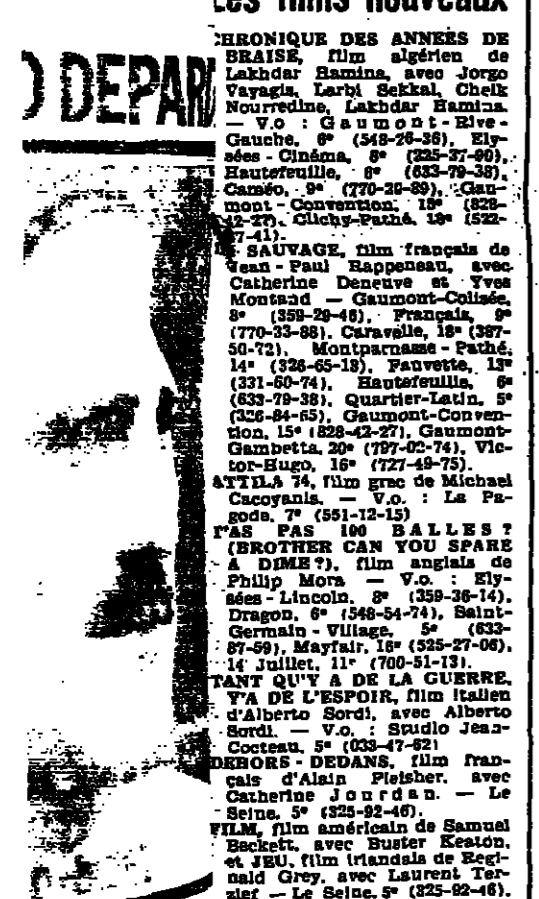 Les films nouveaux
DEPAR
CHRONIQUE DES ANNEES DE
BRAISE, film algérien de
Lakhdar Hamina, avec Jorgo
Vayagis, Larbi Sekkal, Cheik
Nourredine, Lakhdar Hamina.
— V.o : Gaumont-Rive-
Gauche, 6e (548-26-36), Ely-
sées-Cinéma, 8e (225-37-90),
Hautefeuille, 6e (633-79-38),
Caméo, 9e (770-20-89), Gau-
mont-Convention, 15e (828-
42-27), Clichy-Pathé, 18e (522-
37-41).
LE SAUVAGE, film français de
Jean-Paul Rappeneau, avec
Catherine Deneuve et Yves
Montand — Gaumont-Colisée,
8e (359-29-46), Français, 9e
(770-33-88), Caravelle, 18e (387-
50-72), Montparnasse-Pathé,
14e (326-65-13), Fauvette, 13e
(331-60-74), Hautefeuille, 6e
(633-79-38), Quartier-Latin, 5e
(326-84-65), Gaumont-Conven-
tion, 15e (828-42-27), Gaumont-
Gambetta, 20e (797-02-74), Vic-
tor-Hugo, 16e (727-49-75).
ATTILA 74, film grec de Michael
Cacoyanis. — V.o. : La Pa-
gode, 7e (551-12-15)
T'AS PAS 100 BALLES ?
(BROTHER CAN YOU SPARE
A DIME ?), film anglais de
Philip Mora — V.o. : Ely-
sées-Lincoln, 8e (359-36-14),
Dragon, 6e (548-54-74), Saint-
Germain-Village, 5e (633-
87-59), Mayfair, 16e (525-27-06),
14 Juillet, 11e (700-51-13).
TANT QU'Y A DE LA GUERRE,
Y'A DE L'ESPOIR, film italien
d'Alberto Sordi, avec Alberto
Sordi. — V.o. : Studio Jean-
Cocteau, 5e (033-47-62)
DEHORS-DEDANS, film fran-
çais d'Alain Fleisher, avec
Catherine Jourdan. — Le
Seine, 5e (325-92-46).
FILM, film américain de Samuel
Beckett, avec Buster Keaton,
et JEU, film irlandais de Regi-
nald Grey, avec Laurent Ter-
zief — Le Seine, 5e (325-92-46).